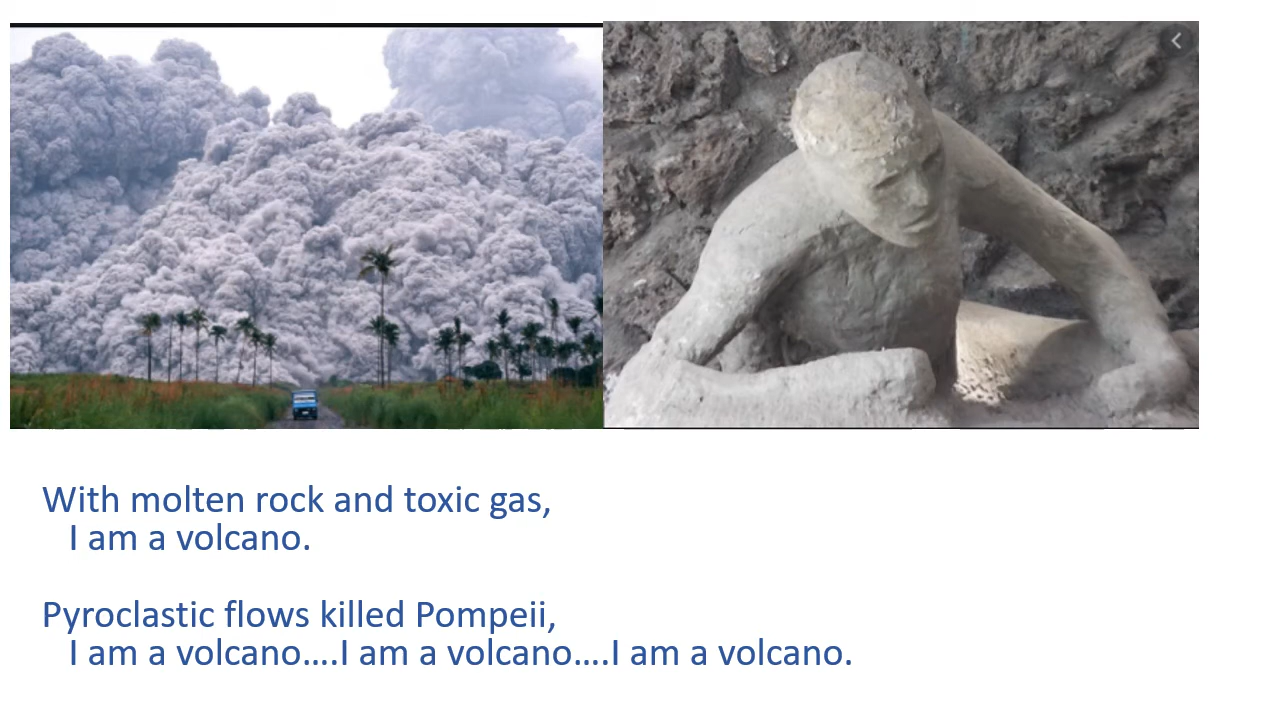 With molten rock and toxic gas,
I am a volcano.
Pyroclastic flows killed Pompeii,
I am a volcano….I am a volcano….I am a volcano.